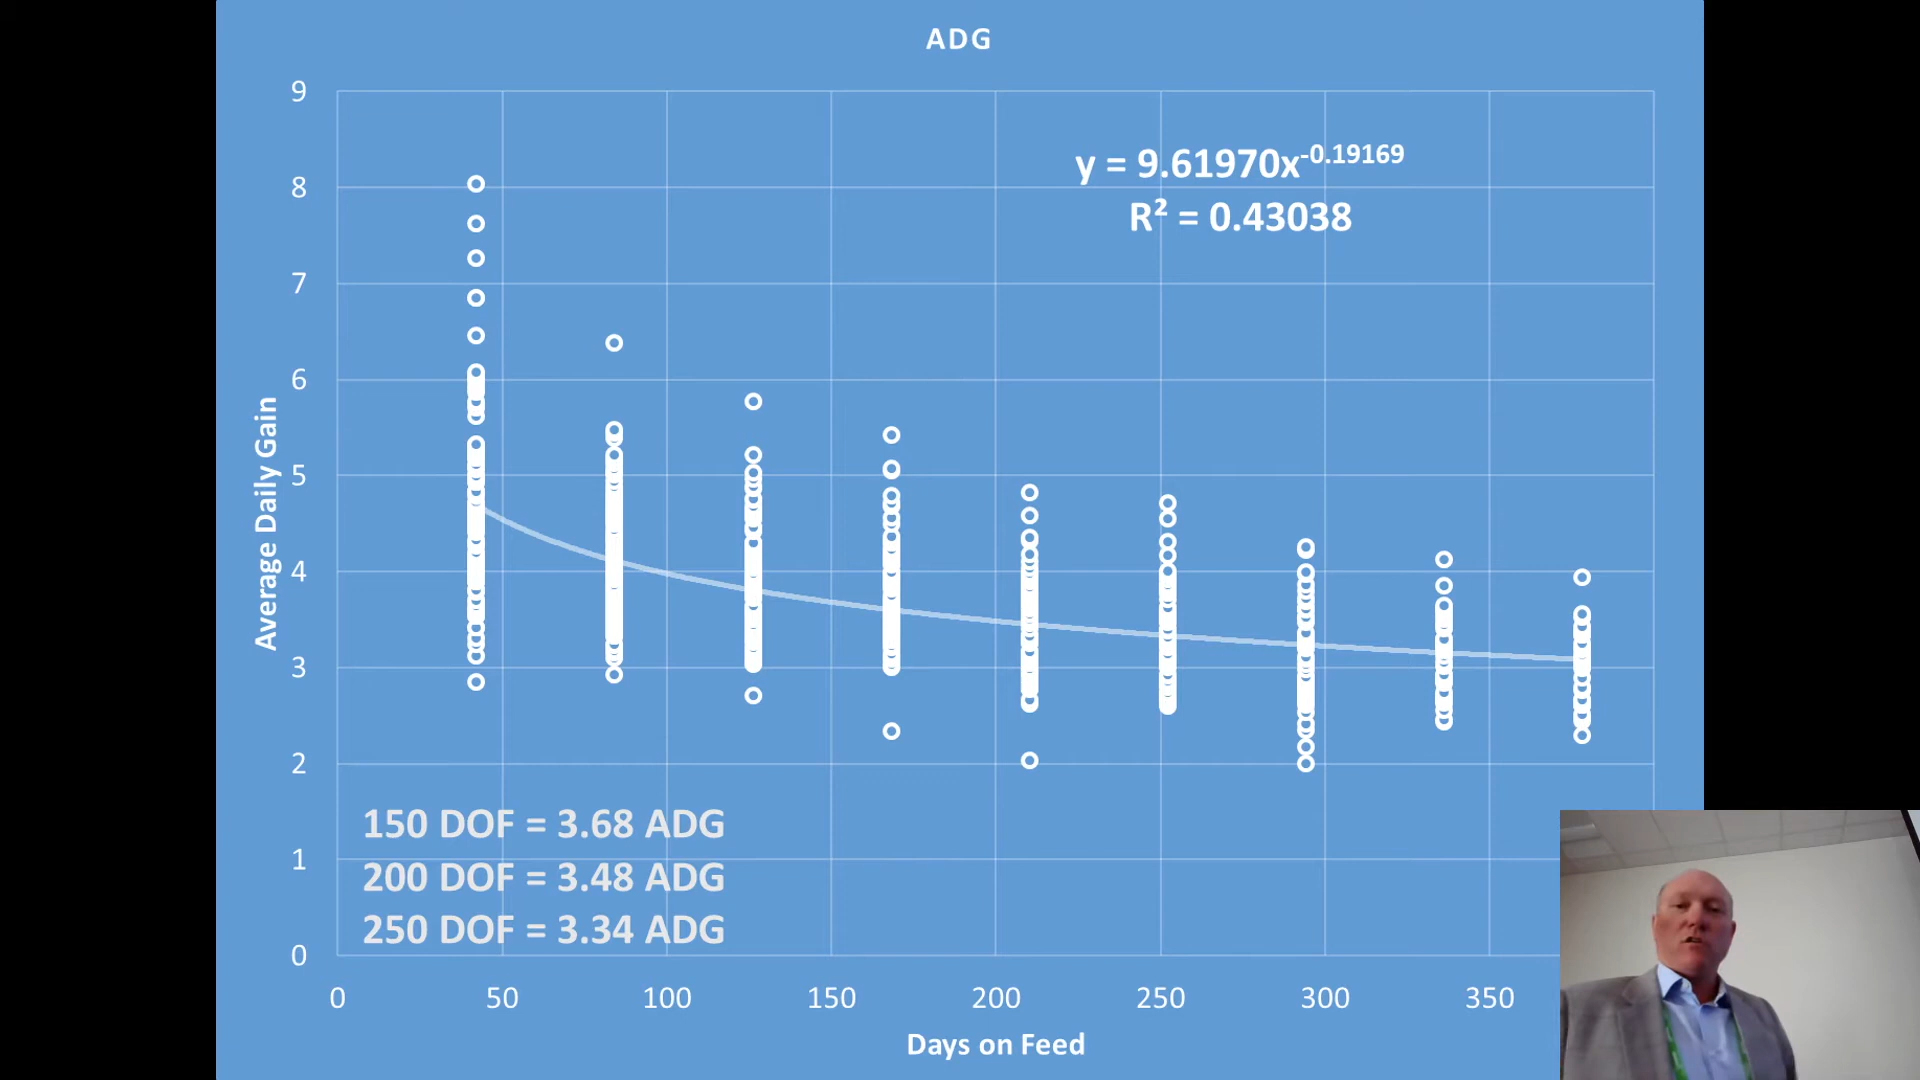 ADG
9
8
7
6
5
4
3
2
1
0
Average Daily Gain
y = 9.61970x^-0.19169
R² = 0.43038
150 DOF = 3.68 ADG
200 DOF = 3.48 ADG
250 DOF = 3.34 ADG
0 50 100 150 200 250 300 350
Days on Feed